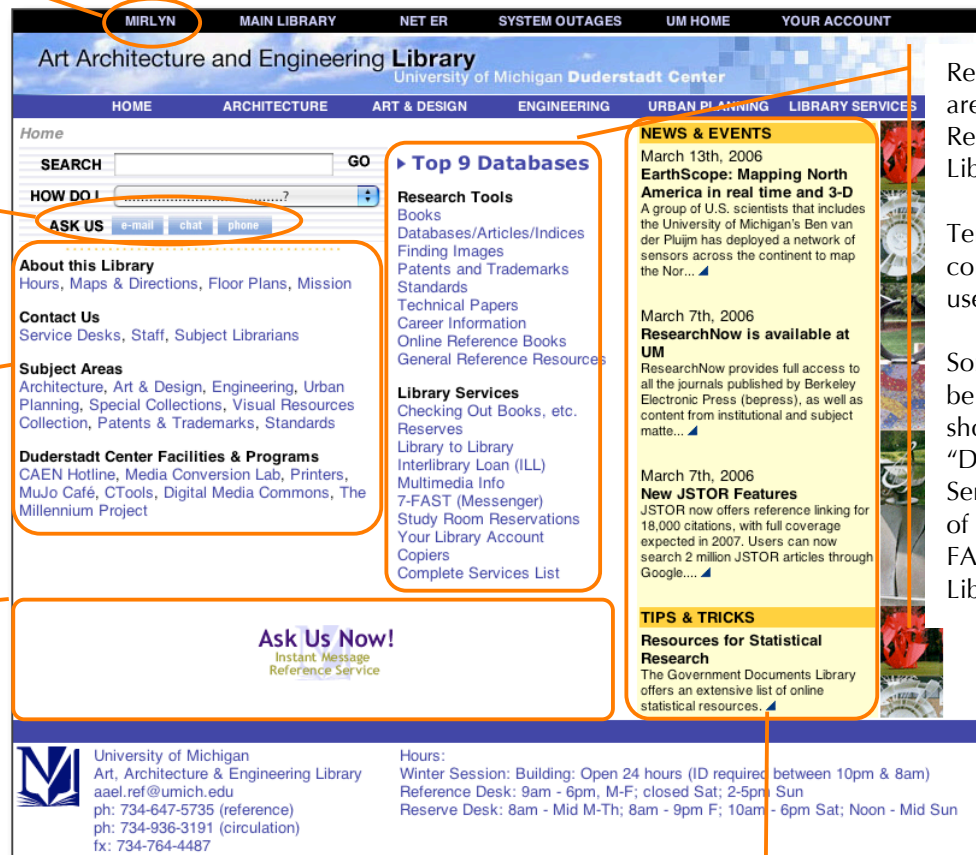 MIRLYN MAIN LIBRARY NET ER SYSTEM OUTAGES UM HOME YOUR ACCOUNT
Art Architecture and Engineering Library
University of Michigan Duderstadt Center
HOME ARCHITECTURE ART & DESIGN ENGINEERING URBAN PLANNING LIBRARY SERVICES
Home
SEARCH GO
HOW DO I ......................................?
ASK US e-mail chat phone
About this Library
Hours, Maps & Directions, Floor Plans, Mission
Contact Us
Service Desks, Staff, Subject Librarians
Subject Areas
Architecture, Art & Design, Engineering, Urban
Planning, Special Collections, Visual Resources
Collection, Patents & Trademarks, Standards
Duderstadt Center Facilities & Programs
CAEN Hotline, Media Conversion Lab, Printers,
MuJo Café, CTools, Digital Media Commons, The
Millennium Project
Top 9 Databases
Research Tools
Books
Databases/Articles/Indices
Finding Images
Patents and Trademarks
Standards
Technical Papers
Career Information
Online Reference Books
General Reference Resources
Library Services
Checking Out Books, etc.
Reserves
Library to Library
Interlibrary Loan (ILL)
Multimedia Info
7-FAST (Messenger)
Study Room Reservations
Your Library Account
Copiers
Complete Services List
NEWS & EVENTS
March 13th, 2006
EarthScope: Mapping North
America in real time and 3-D
A group of U.S. scientists that includes
the University of Michigan's Ben van
der Pluijm has deployed a network of
sensors across the continent to map
the Nor...
March 7th, 2006
ResearchNow is available at
UM
ResearchNow provides full access to
all the journals published by Berkeley
Electronic Press (bepress), as well as
content from institutional and subject
matte...
March 7th, 2006
New JSTOR Features
JSTOR now offers reference linking for
18,000 citations, with full coverage
expected in 2007. Users can now
search 2 million JSTOR articles through
Google....
TIPS & TRICKS
Resources for Statistical
Research
The Government Documents Library
offers an extensive list of online
statistical resources.
Ask Us Now!
Instant Message
Reference Service
University of Michigan
Art, Architecture & Engineering Library
aael.ref@umich.edu
ph: 734-647-5735 (reference)
ph: 734-936-3191 (circulation)
fx: 734-764-4487
Hours:
Winter Session: Building: Open 24 hours (ID required between 10pm & 8am)
Reference Desk: 9am - 6pm, M-F; closed Sat; 2-5pm Sun
Reserve Desk: 8am - Mid M-Th; 8am - 9pm F; 10am - 6pm Sat; Noon - Mid Sun
of